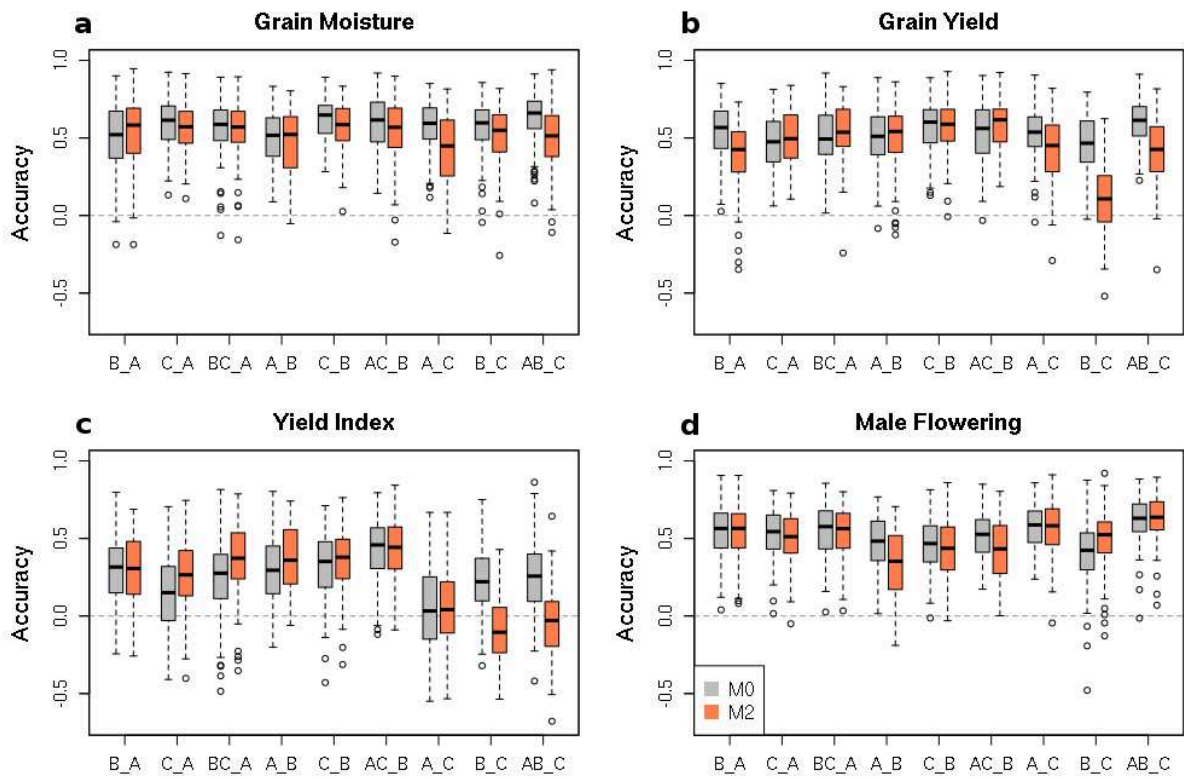 a Grain Moisture
Accuracy
1.0
0.5
0.0
-0.5
B_A C_A BC_A A_B C_B AC_B A_C B_C AB_C
b Grain Yield
Accuracy
1.0
0.5
0.0
-0.5
B_A C_A BC_A A_B C_B AC_B A_C B_C AB_C
c Yield Index
Accuracy
1.0
0.5
0.0
-0.5
B_A C_A BC_A A_B C_B AC_B A_C B_C AB_C
d Male Flowering
Accuracy
1.0
0.5
0.0
-0.5
M0
M2
B_A C_A BC_A A_B C_B AC_B A_C B_C AB_C